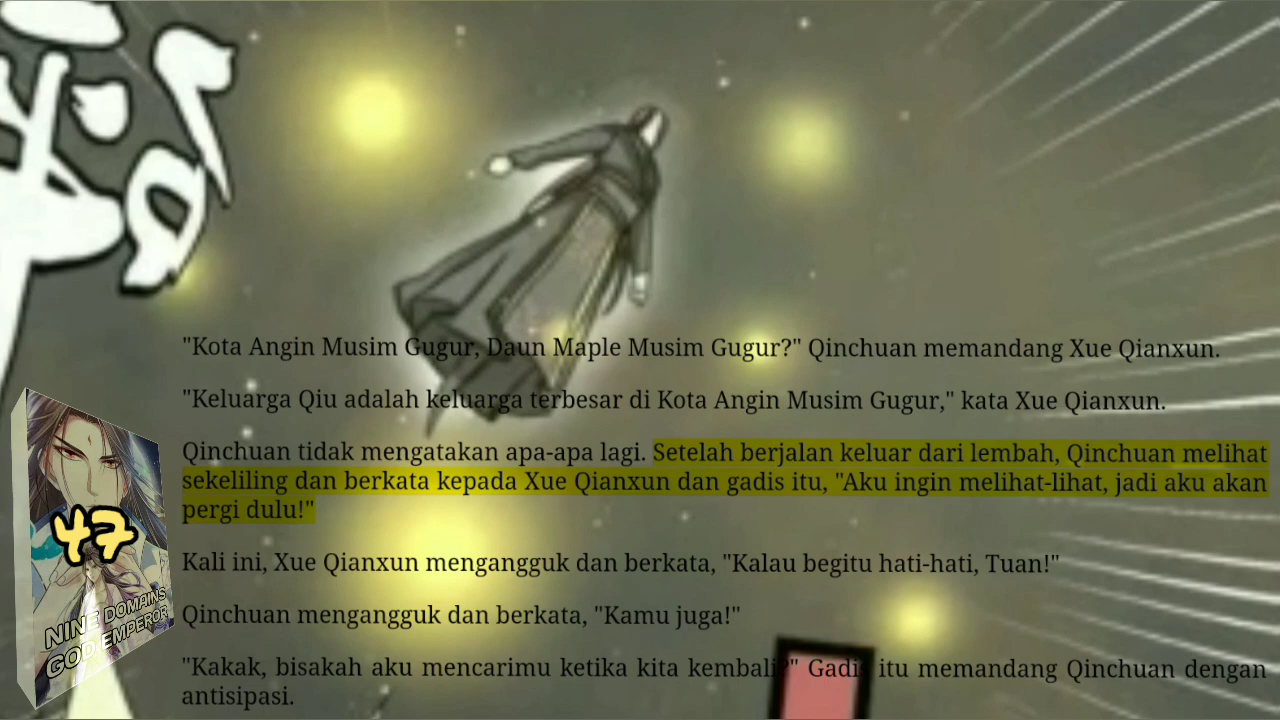 "Kota Angin Musim Gugur, Daun Maple Musim Gugur?" Qinchuan memandang Xue Qianxun.
"Keluarga Qiu adalah keluarga terbesar di Kota Angin Musim Gugur," kata Xue Qianxun.
Qinchuan tidak mengatakan apa-apa lagi. Setelah berjalan keluar dari lembah, Qinchuan melihat
sekeliling dan berkata kepada Xue Qianxun dan gadis itu, "Aku ingin melihat-lihat, jadi aku akan
pergi dulu!"
Kali ini, Xue Qianxun mengangguk dan berkata, "Kalau begitu hati-hati, Tuan!"
Qinchuan mengangguk dan berkata, "Kamu juga!"
"Kakak, bisakah aku mencarimu ketika kita kembali?" Gadis itu memandang Qinchuan dengan
antisipasi.
47
NINE DOMAINS
GOD EMPEROR